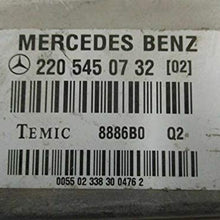 MERCEDES BENZ
220 545 07 32 [02]
TEMIC 8886B0 Q2
0055 02 338 30 0476 2